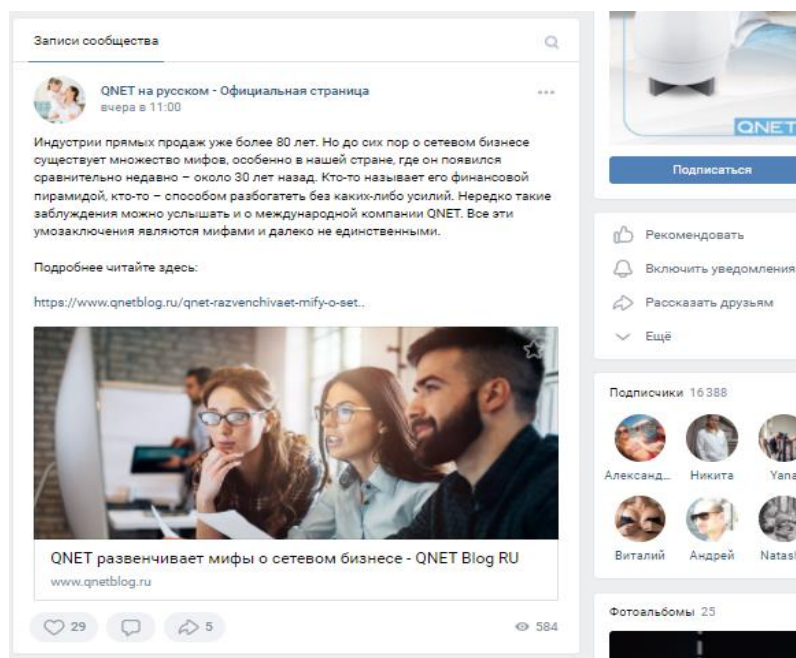 Записи сообщества
QNET на русском - Официальная страница
вчера в 11:00
Индустрии прямых продаж уже более 80 лет. Но до сих пор о сетевом бизнесе
существует множество мифов, особенно в нашей стране, где он появился
сравнительно недавно – около 30 лет назад. Кто-то называет его финансовой
пирамидой, кто-то – способом разбогатеть без каких-либо усилий. Нередко такие
заблуждения можно услышать и о международной компании QNET. Все эти
умозаключения являются мифами и далеко не единственными.
Подробнее читайте здесь:
https://www.qnetblog.ru/qnet-razvenchivaet-mify-o-set..
QNET развенчивает мифы о сетевом бизнесе - QNET Blog RU
www.qnetblog.ru
29
5
584
QNET
Подписаться
Рекомендовать
Включить уведомления
Рассказать друзьям
Ещё
Подписчики 16 388
Александ...
Никита
Yana
Виталий
Андрей
Фотоальбомы 25